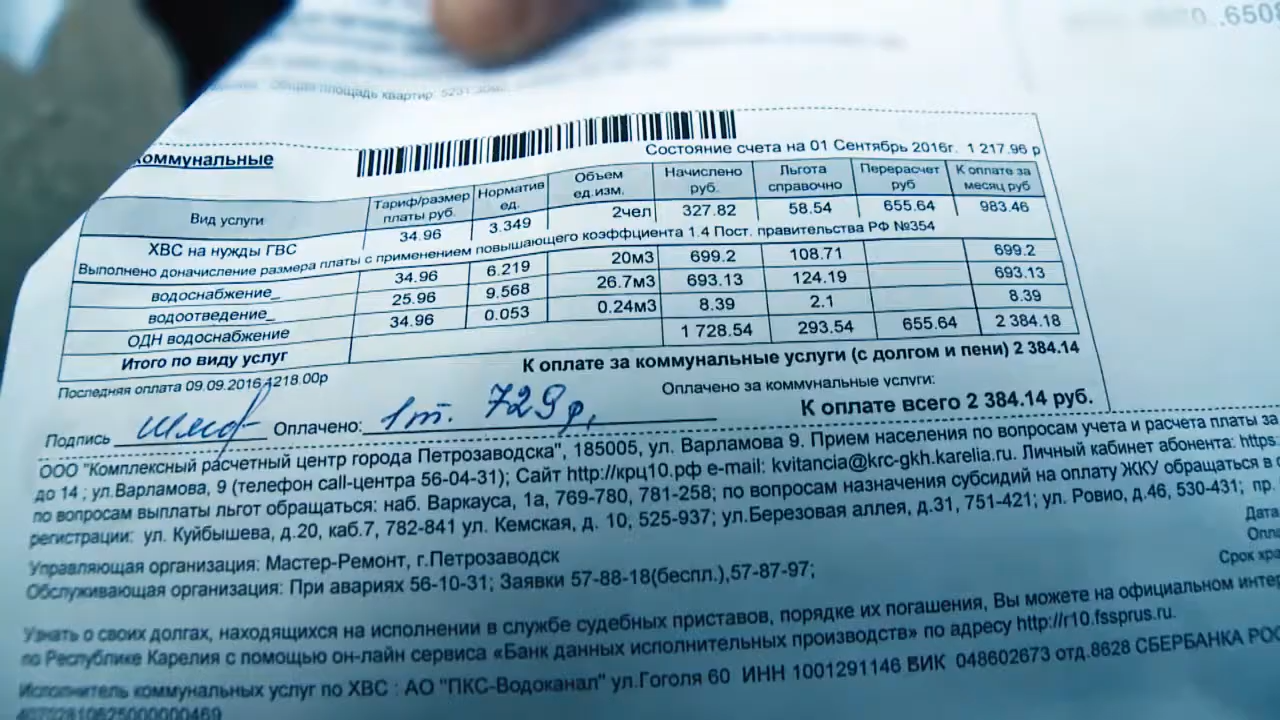 Общая площадь квартир: 5231.30м
коммунальные
Состояние счета на 01 Сентябрь 2016г. 1 217.96 р
Вид услуги Тариф/размер платы руб. Норматив ед. Объем ед.изм. Начислено руб. Льгота справочно Перерасчет руб К оплате за месяц руб
ХВС на нужды ГВС 34.96 3.349 2чел 327.82 58.54 655.64 983.46
Выполнено доначисление размера платы с применением повышающего коэффциента 1.4 Пост. правительства РФ №354
водоснабжение_ 34.96 6.219 20м3 699.2 108.71 699.2
водоотведение_ 25.96 9.568 26.7м3 693.13 124.19 693.13
ОДН водоснабжение 34.96 0.053 0.24м3 8.39 2.1 8.39
Итого по виду услуг 1 728.54 293.54 655.64 2 384.18
К оплате за коммунальные услуги (с долгом и пени) 2 384.14
Последняя оплата 09.09.2016 1218.00р
Оплачено за коммунальные услуги:
К оплате всего 2 384.14 руб.
Подпись Оплачено: 1т. 729 р,
ООО "Комплексный расчетный центр города Петрозаводска", 185005, ул. Варламова 9. Прием населения по вопросам учета и расчета платы за
до 14 ; ул.Варламова, 9 (телефон call-центра 56-04-31); Сайт http://крц10.рф e-mail: kvitancia@krc-gkh.karelia.ru. Личный кабинет абонента: https
по вопросам выплаты льгот обращаться: наб. Варкауса, 1а, 769-780, 781-258; по вопросам назначения субсидий на оплату ЖКУ обращаться в
регистрации: ул. Куйбышева, д.20, каб.7, 782-841 ул. Кемская, д. 10, 525-937; ул.Березовая аллея, д.31, 751-421; ул. Ровио, д.46, 530-431; пр.
Дата
Управляющая организация: Мастер-Ремонт, г.Петрозаводск
Опл
Обслуживающая организация: При авариях 56-10-31; Заявки 57-88-18(беспл.),57-87-97;
Срок хра
Узнать о своих долгах, находящихся на исполнении в службе судебных приставов, порядке их погашения, Вы можете на официальном интер
по Республике Карелия с помощью он-лайн сервиса «Банк данных исполнительных производств» по адресу http://r10.fssprus.ru.
Исполнитель коммунальных услуг по ХВС : АО "ПКС-Водоканал" ул.Гоголя 60 ИНН 1001291146 БИК 048602673 отд.8628 СБЕРБАНКА РОС